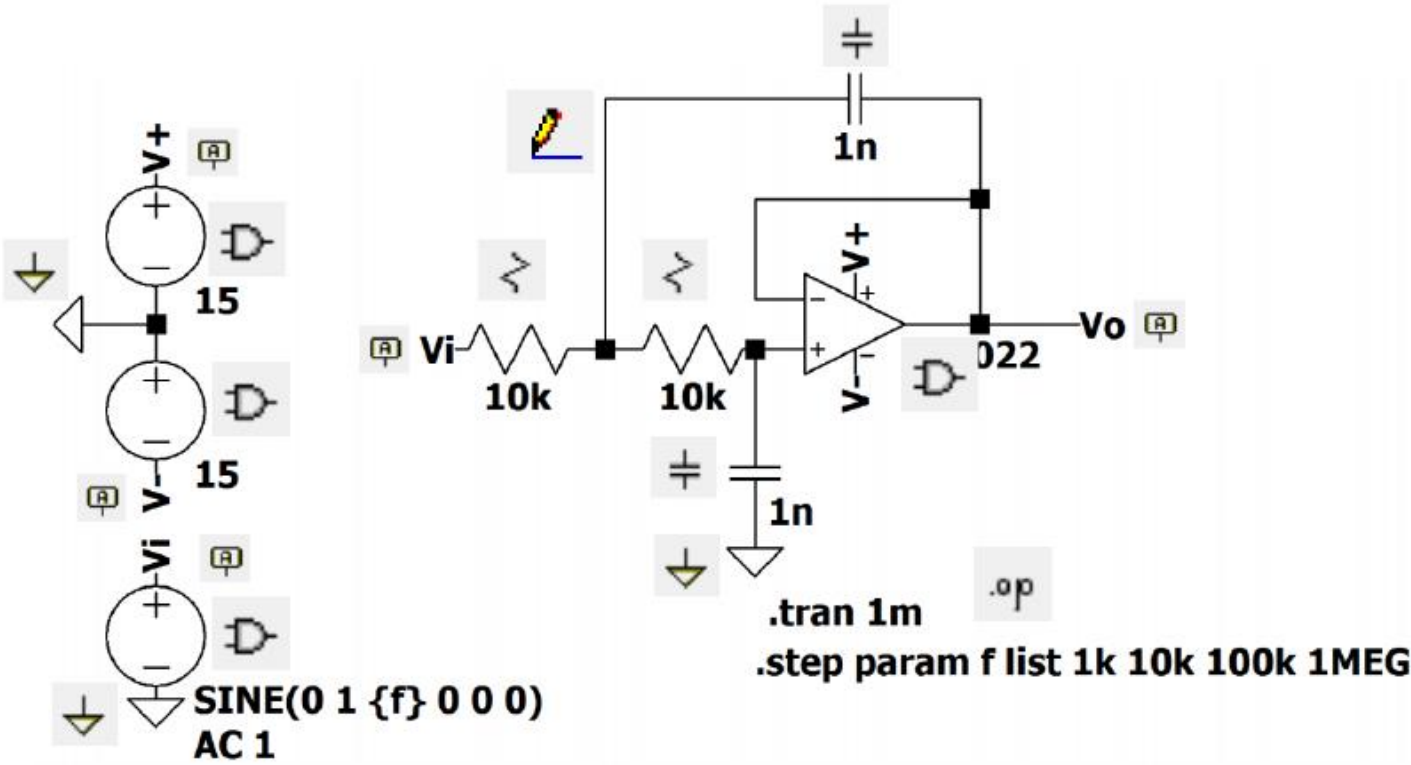 V+
A
15
15
A
V-
Vi
A
SINE(0 1 {f} 0 0 0)
AC 1
1n
A
Vi
10k
10k
V+
V-
022
Vo
A
1n
.op
.tran 1m
.step param f list 1k 10k 100k 1MEG